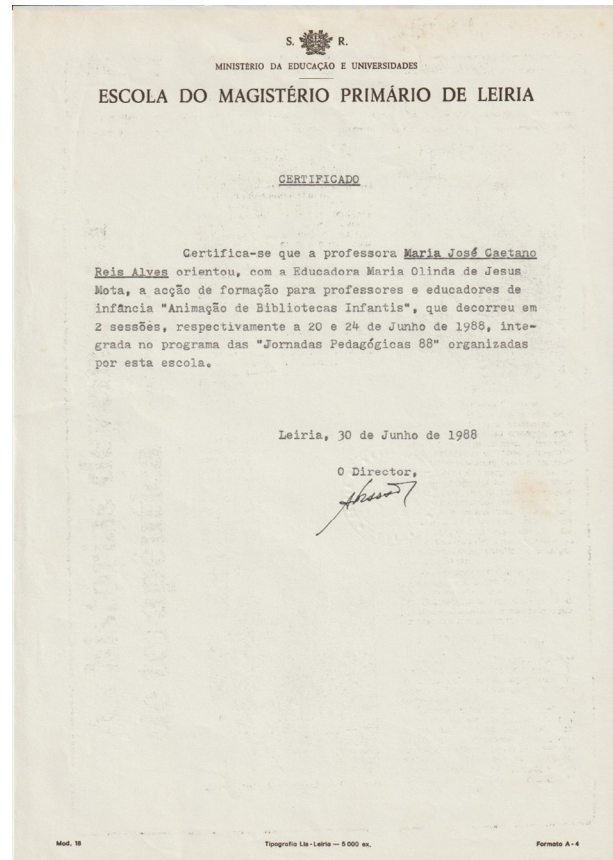 S. R.
MINISTÉRIO DA EDUCAÇÃO E UNIVERSIDADES
ESCOLA DO MAGISTÉRIO PRIMÁRIO DE LEIRIA
CERTIFICADO
Certifica-se que a professora Maria José Caetano
Reis Alves orientou, com a Educadora Maria Olinda de Jesus
Mota, a acção de formação para professores e educadores de
infância "Animação de Bibliotecas Infantis", que decorreu em
2 sessões, respectivamente a 20 e 24 de Junho de 1988, inte-
grada no programa das "Jornadas Pedagógicas 88" organizadas
por esta escola.
Leiria, 30 de Junho de 1988
O Director,
Mod. 18 Tipografia Lis-Leiria — 5 000 ex. Formato A-4